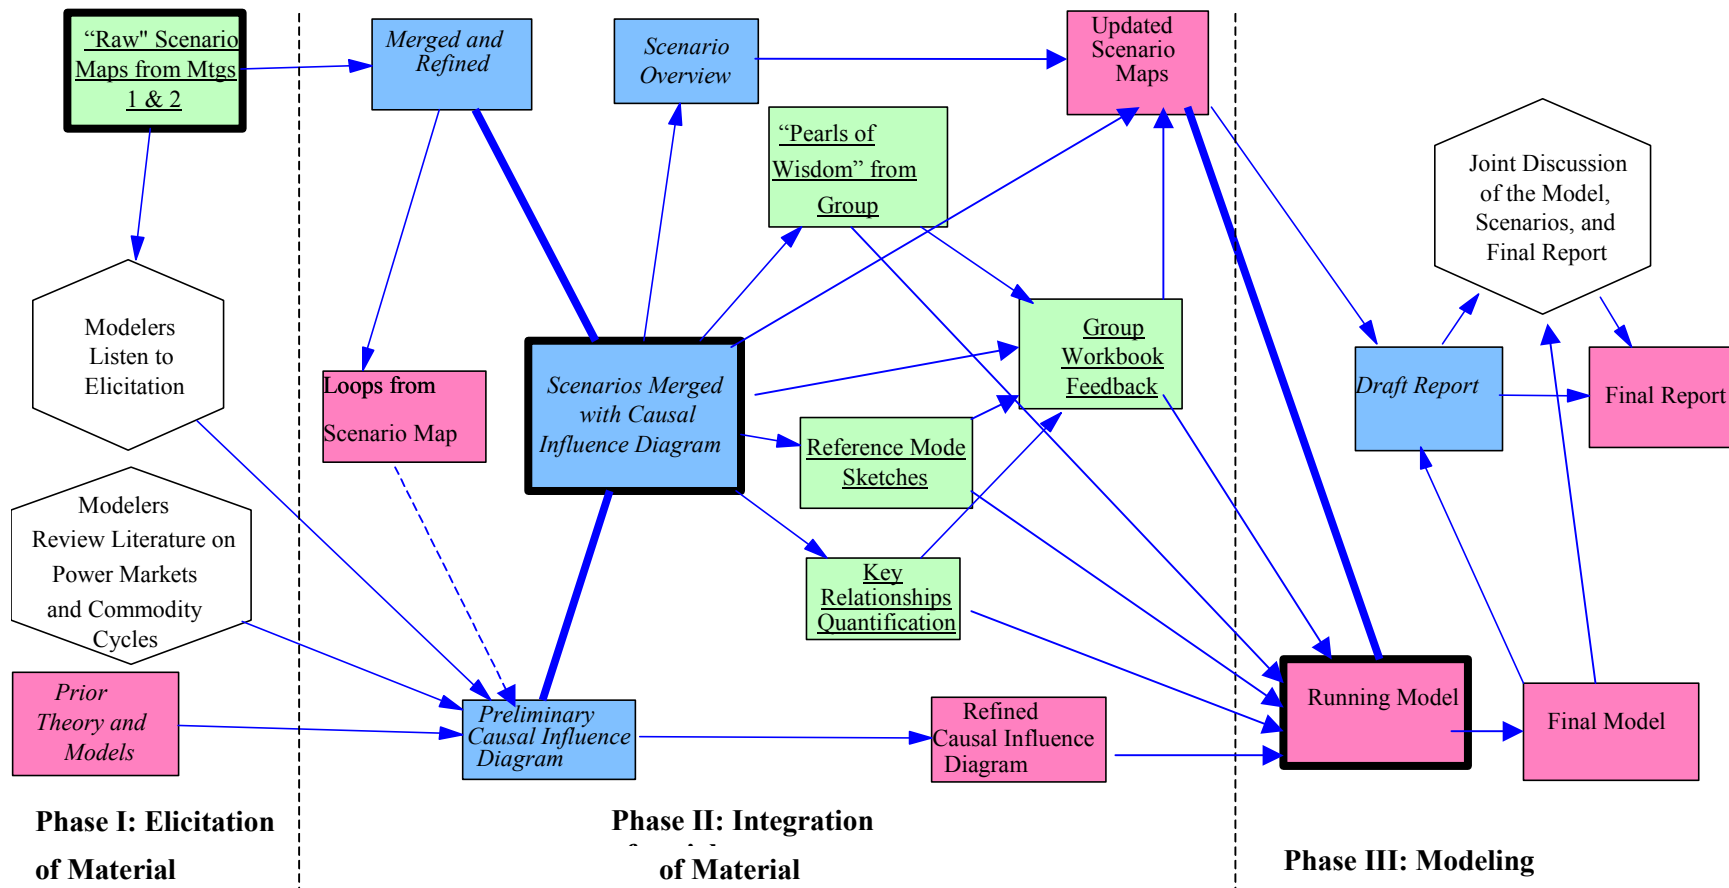 “Raw" Scenario
Maps from Mtgs
1 & 2
Merged and
Refined
Scenario
Overview
Updated
Scenario
Maps
“Pearls of
Wisdom” from
Group
Joint Discussion
of the Model,
Scenarios, and
Final Report
Modelers
Listen to
Elicitation
Loops from
Scenario Map
Scenarios Merged
with Causal
Influence Diagram
Group
Workbook
Feedback
Draft Report
Final Report
Reference Mode
Sketches
Modelers
Review Literature on
Power Markets
and Commodity
Cycles
Key
Relationships
Quantification
Prior
Theory and
Models
Preliminary
Causal Influence
Diagram
Refined
Causal Influence
Diagram
Running Model
Final Model
Phase I: Elicitation
of Material
Phase II: Integration
of Material
Phase III: Modeling